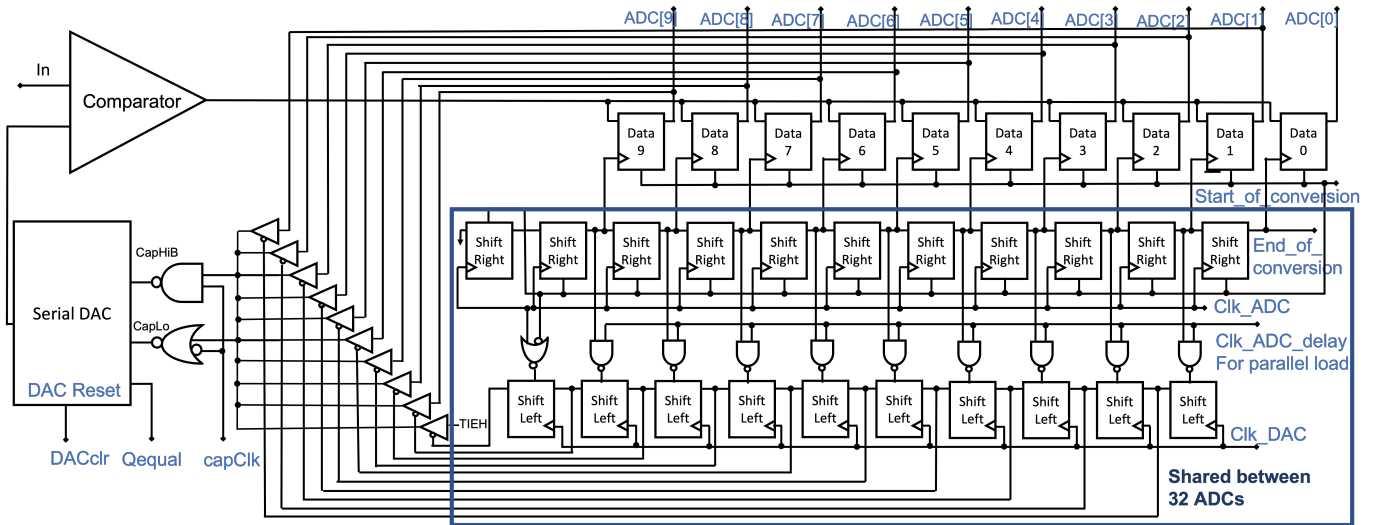 ADC[9] ADC[8] ADC[7] ADC[6] ADC[5] ADC[4] ADC[3] ADC[2] ADC[1] ADC[0]
In
Comparator
Data Data Data Data Data Data Data Data Data Data
9 8 7 6 5 4 3 2 1 0
Start_of_conversion
CapHiB
Shift Shift Shift Shift Shift Shift Shift Shift Shift Shift Shift
Right Right Right Right Right Right Right Right Right Right Right
End_of_
conversion
Serial DAC
Clk_ADC
CapLo
Clk_ADC_delay
For parallel load
DAC Reset
Shift Shift Shift Shift Shift Shift Shift Shift Shift Shift
Left Left Left Left Left Left Left Left Left Left
TIEH
Clk_DAC
DACclr Qequal capClk
Shared between
32 ADCs